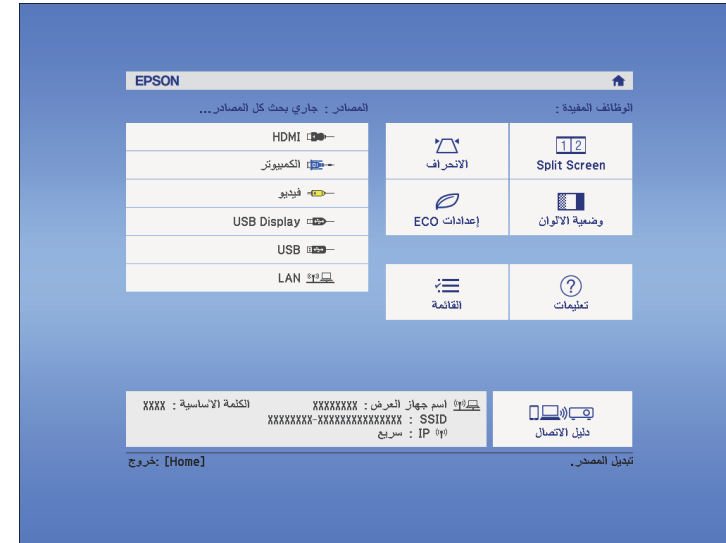 EPSON
الوظائف المفيدة :
المصادر : جاري بحث كل المصادر...
Split Screen
الانحراف
وضعية الألوان
إعدادات ECO
تعليمات
القائمة
HDMI
الكمبيوتر
فيديو
USB Display
USB
LAN
دليل الاتصال
اسم جهاز العرض : XXXXXXXX
الكلمة الأساسية : XXXX
SSID : XXXXXXXX-XXXXXXXXXXXXXX
IP : سريع
تبديل المصدر.
[Home] :خروج